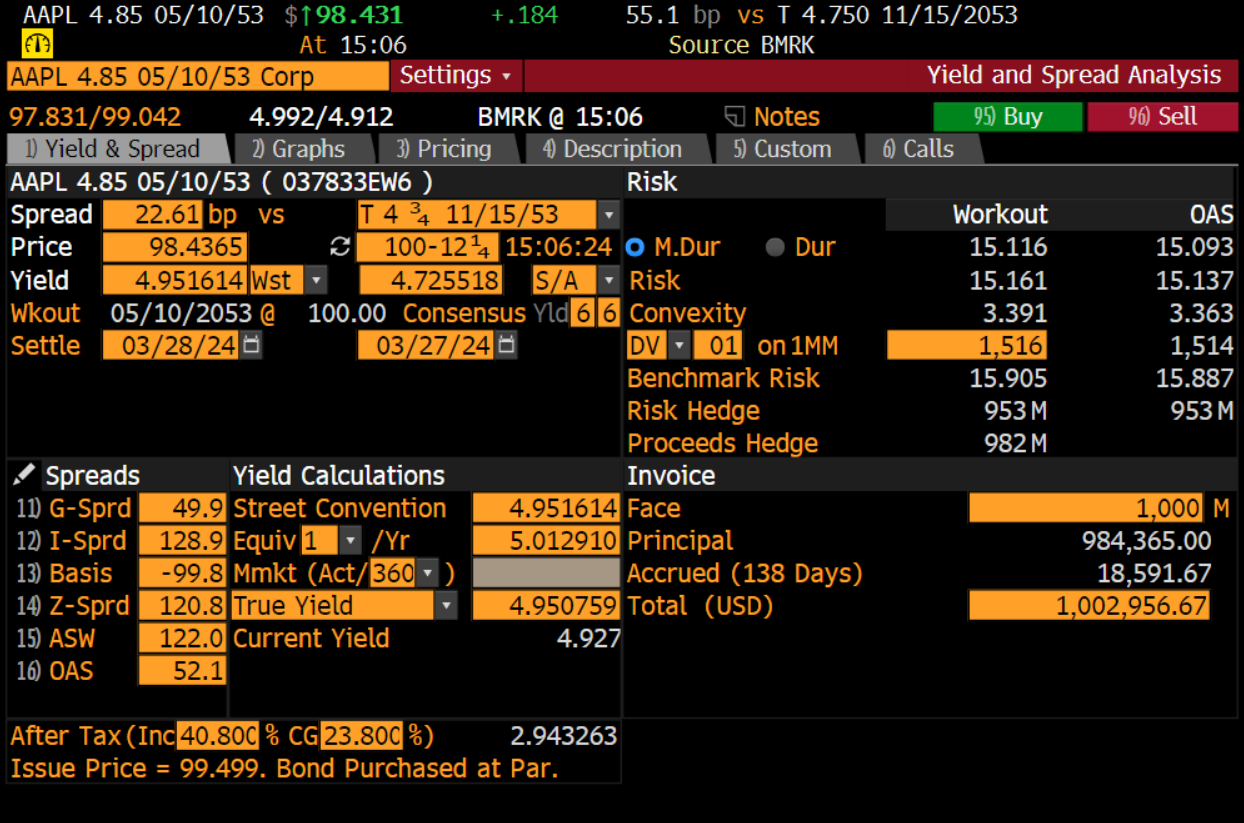 AAPL 4.85 05/10/53 $↑98.431 +.184 55.1 bp vs T 4.750 11/15/2053
At 15:06 Source BMRK
AAPL 4.85 05/10/53 Corp Settings Yield and Spread Analysis
97.831/99.042 4.992/4.912 BMRK @ 15:06 Notes 95) Buy 96) Sell
1) Yield & Spread 2) Graphs 3) Pricing 4) Description 5) Custom 6) Calls
AAPL 4.85 05/10/53 ( 037833EW6 ) Risk
Spread 22.61 bp vs T 4 ¾ 11/15/53 Workout OAS
Price 98.4365 100-12 ¼ 15:06:24 M.Dur Dur 15.116 15.093
Yield 4.951614 Wst 4.725518 S/A Risk 15.161 15.137
Wkout 05/10/2053 @ 100.00 Consensus Yld 6 6 Convexity 3.391 3.363
Settle 03/28/24 03/27/24 DV 01 on 1MM 1,516 1,514
Benchmark Risk 15.905 15.887
Risk Hedge 953 M 953 M
Proceeds Hedge 982 M
Spreads Yield Calculations Invoice
11) G-Sprd 49.9 Street Convention 4.951614 Face 1,000 M
12) I-Sprd 128.9 Equiv 1 /Yr 5.012910 Principal 984,365.00
13) Basis -99.8 Mmkt (Act/ 360 ) Accrued (138 Days) 18,591.67
14) Z-Sprd 120.8 True Yield 4.950759 Total (USD) 1,002,956.67
15) ASW 122.0 Current Yield 4.927
16) OAS 52.1
After Tax (Inc 40.800 % CG 23.800 %) 2.943263
Issue Price = 99.499. Bond Purchased at Par.